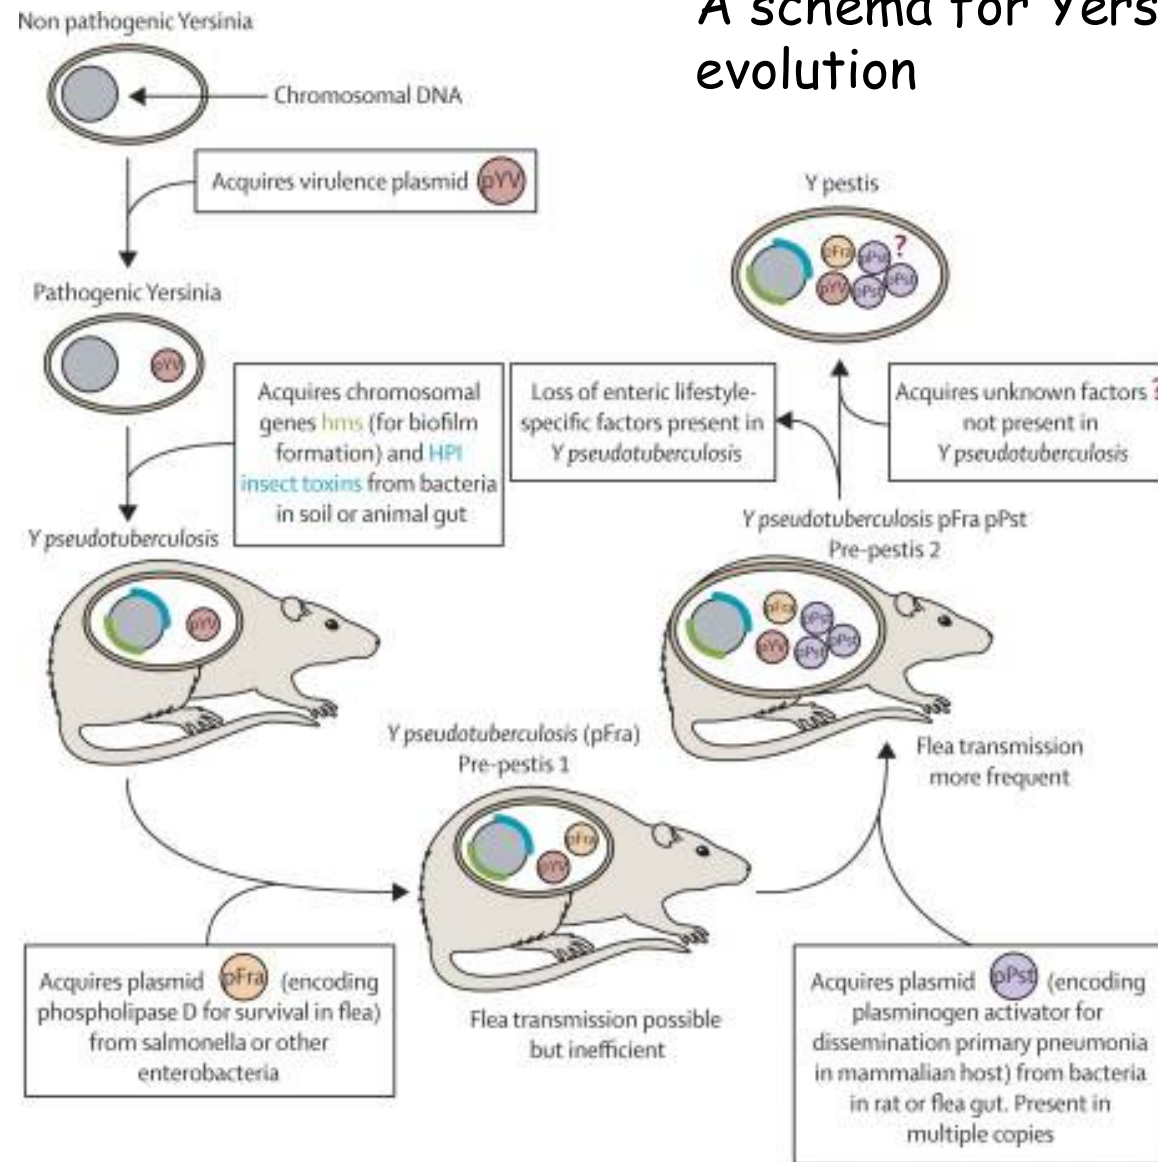 A schema for Yers
evolution
Non pathogenic Yersinia
Chromosomal DNA
Acquires virulence plasmid pYV
Pathogenic Yersinia
pYV
Acquires chromosomal
genes hms (for biofilm
formation) and HPI
insect toxins from bacteria
in soil or animal gut
Y pseudotuberculosis
pYV
Acquires plasmid pFra (encoding
phospholipase D for survival in flea)
from salmonella or other
enterobacteria
Y pseudotuberculosis (pFra)
Pre-pestis 1
pFra
pYV
Flea transmission possible
but inefficient
Acquires plasmid pPst (encoding
plasminogen activator for
dissemination primary pneumonia
in mammalian host) from bacteria
in rat or flea gut. Present in
multiple copies
Flea transmission
more frequent
Y pseudotuberculosis pFra pPst
Pre-pestis 2
pFra pPst
pYV pPst pPst
Loss of enteric lifestyle-
specific factors present in
Y pseudotuberculosis
Acquires unknown factors ?
not present in
Y pseudotuberculosis
Y pestis
pFra pPst ?
pYV pPst pPst